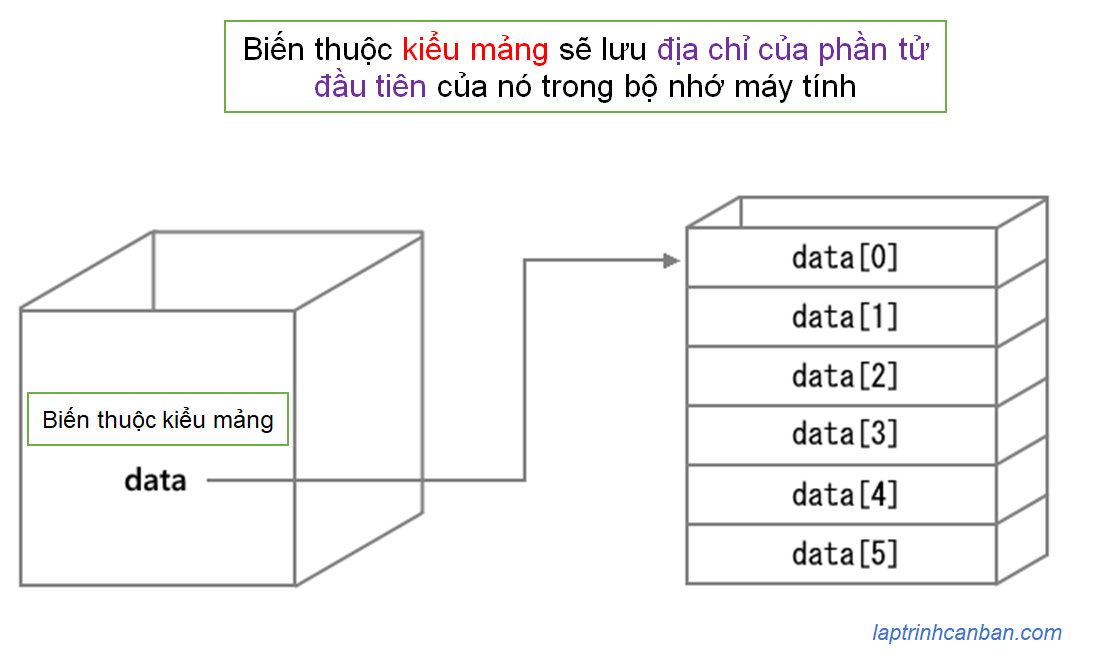 Biến thuộc kiểu mảng sẽ lưu địa chỉ của phần tử
đầu tiên của nó trong bộ nhớ máy tính
Biến thuộc kiểu mảng
data
data[0]
data[1]
data[2]
data[3]
data[4]
data[5]
laptrinhcanban.com